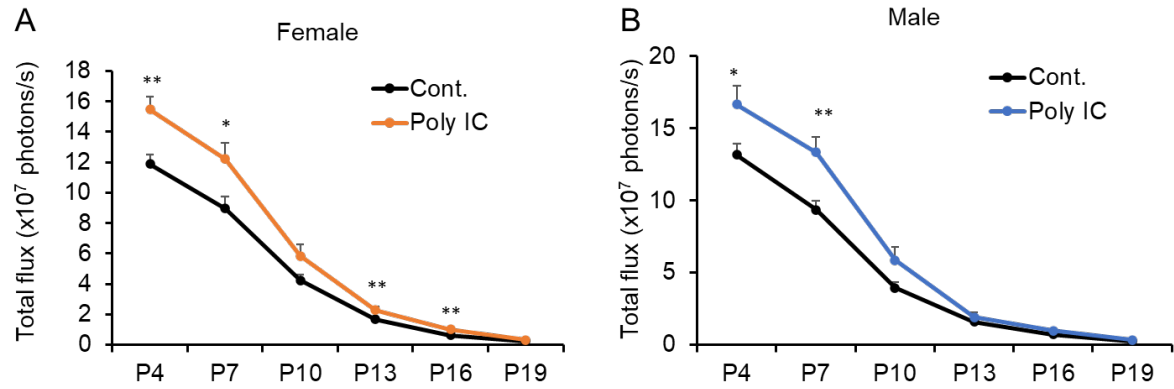 A
Female
Total flux (x10⁷ photons/s)
18
16
14
12
10
8
6
4
2
0
**
*
**
**
Cont.
Poly IC
P4 P7 P10 P13 P16 P19
B
Male
Total flux (x10⁷ photons/s)
20
15
10
5
0
*
**
Cont.
Poly IC
P4 P7 P10 P13 P16 P19